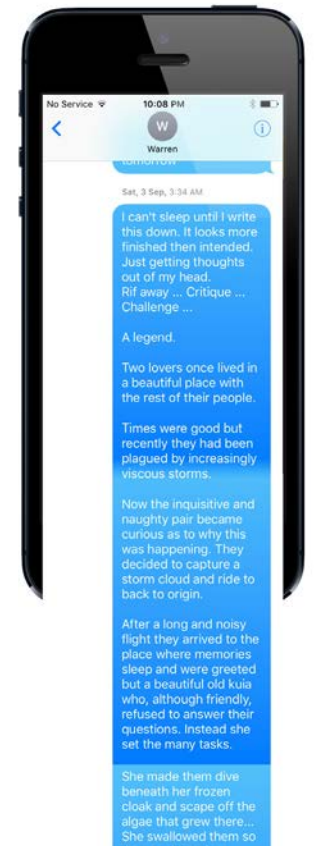 No Service 10:08 PM
W
Warren
tomorrow
Sat, 3 Sep, 3:34 AM
I can't sleep until I write
this down. It looks more
finished then intended.
Just getting thoughts
out of my head.
Rif away ... Critique ...
Challenge ...
A legend.
Two lovers once lived in
a beautiful place with
the rest of their people.
Times were good but
recently they had been
plagued by increasingly
viscous storms.
Now the inquisitive and
naughty pair became
curious as to why this
was happening. They
decided to capture a
storm cloud and ride to
back to origin.
After a long and noisy
flight they arrived to the
place where memories
sleep and were greeted
but a beautiful old kuia
who, although friendly,
refused to answer their
questions. Instead she
set the many tasks.
She made them dive
beneath her frozen
cloak and scape off the
algae that grew there...
She swallowed them so